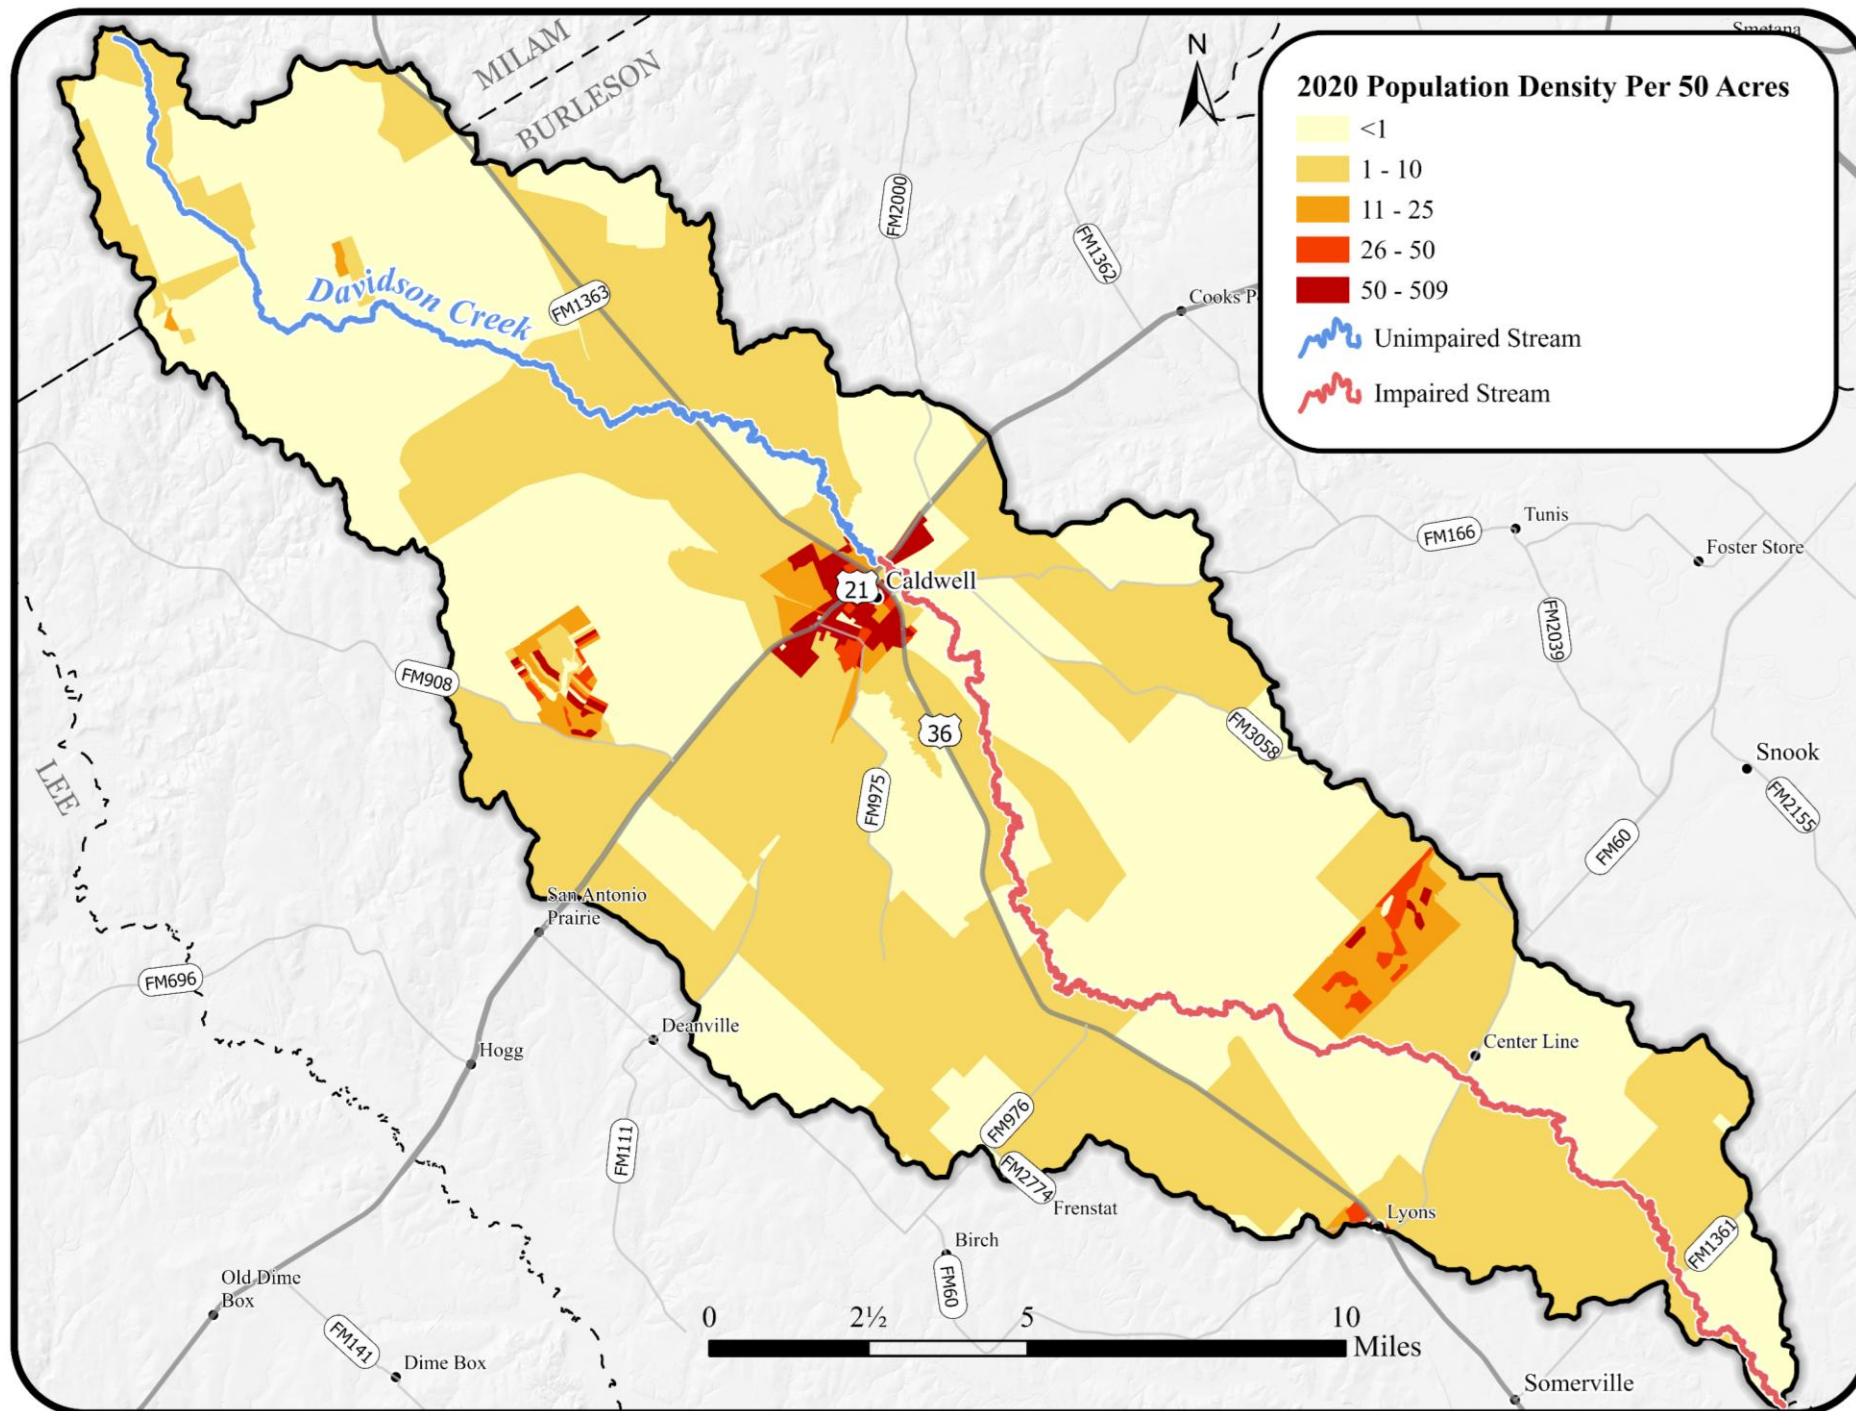 Smetana
N
MILAM
BURLESON
2020 Population Density Per 50 Acres
<1
1 - 10
11 - 25
26 - 50
50 - 509
Unimpaired Stream
Impaired Stream
FM2000
FM1362
Cooks P
Davidson Creek
FM1363
FM166
Tunis
Foster Store
21
Caldwell
FM2039
FM908
36
FM3058
Snook
LEE
FM975
FM2155
FM60
San Antonio
Prairie
FM696
Deanville
Hogg
Center Line
FM976
FM111
FM2774
Frenstat
Lyons
Birch
FM1361
FM60
Old Dime
Box
0 2½ 5 10
Miles
FM141
Dime Box
Somerville